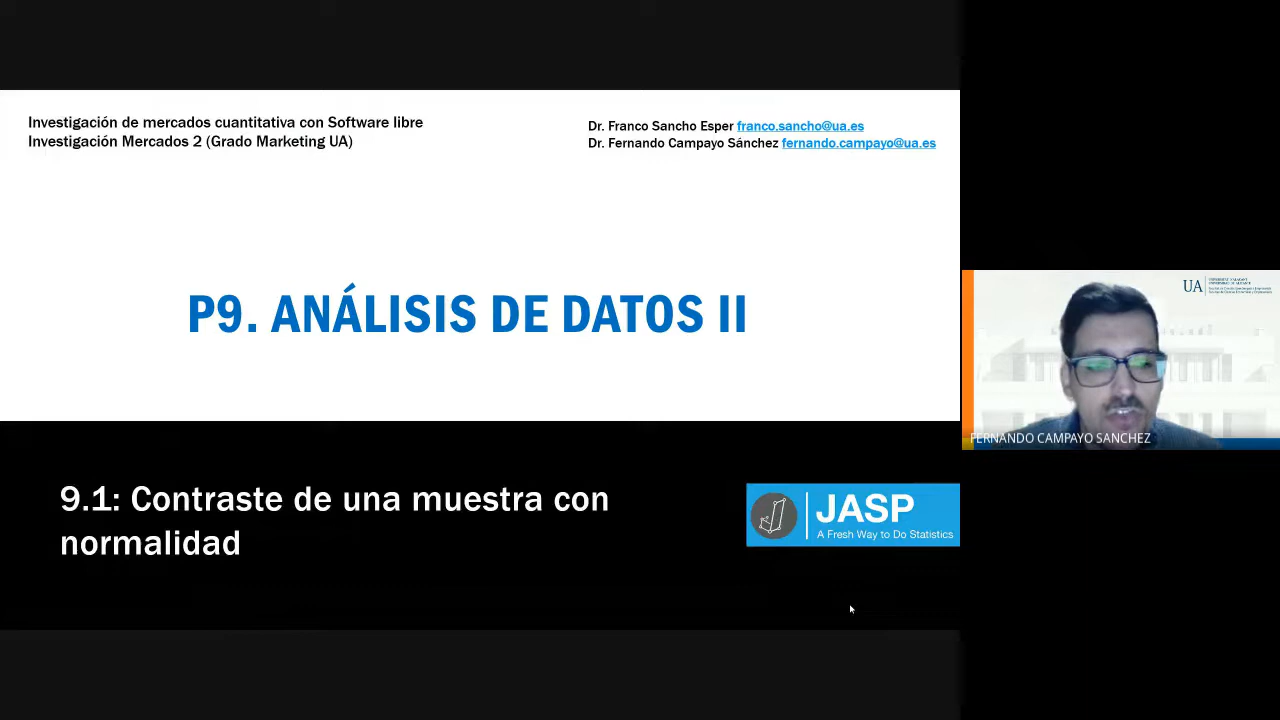 Investigación de mercados cuantitativa con Software libre
Investigación Mercados 2 (Grado Marketing UA)
Dr. Franco Sancho Esper franco.sancho@ua.es
Dr. Fernando Campayo Sánchez fernando.campayo@ua.es
P9. ANÁLISIS DE DATOS II
9.1: Contraste de una muestra con
normalidad
JASP
A Fresh Way to Do Statistics
UA
FERNANDO CAMPAYO SANCHEZ